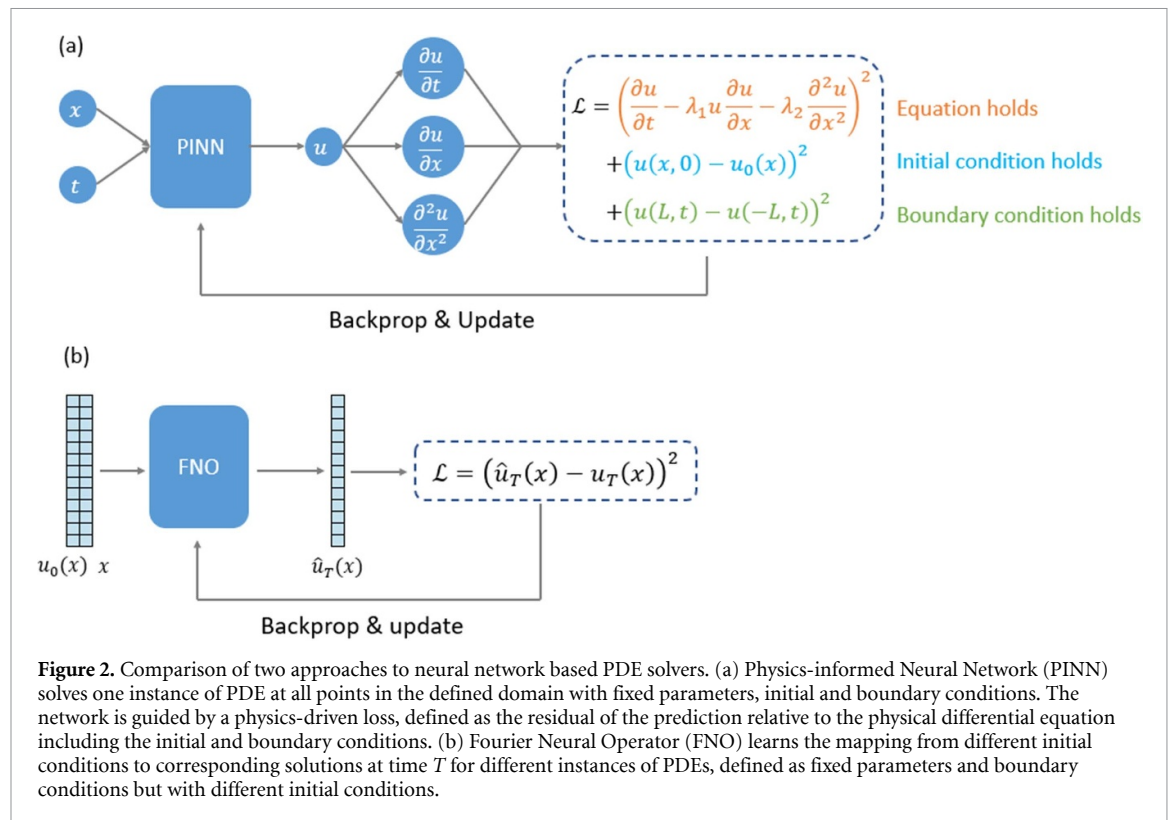 (a)
x
t
PINN
u
∂u/∂t
∂u/∂x
∂²u/∂x²
ℒ = (∂u/∂t − λ₁u ∂u/∂x − λ₂ ∂²u/∂x²)² Equation holds
+(u(x, 0) − u₀(x))² Initial condition holds
+(u(L, t) − u(−L, t))² Boundary condition holds
Backprop & Update
(b)
FNO
ℒ = (û_T(x) − u_T(x))²
u₀(x) x
û_T(x)
Backprop & update
Figure 2. Comparison of two approaches to neural network based PDE solvers. (a) Physics-informed Neural Network (PINN)
solves one instance of PDE at all points in the defined domain with fixed parameters, initial and boundary conditions. The
network is guided by a physics-driven loss, defined as the residual of the prediction relative to the physical differential equation
including the initial and boundary conditions. (b) Fourier Neural Operator (FNO) learns the mapping from different initial
conditions to corresponding solutions at time T for different instances of PDEs, defined as fixed parameters and boundary
conditions but with different initial conditions.